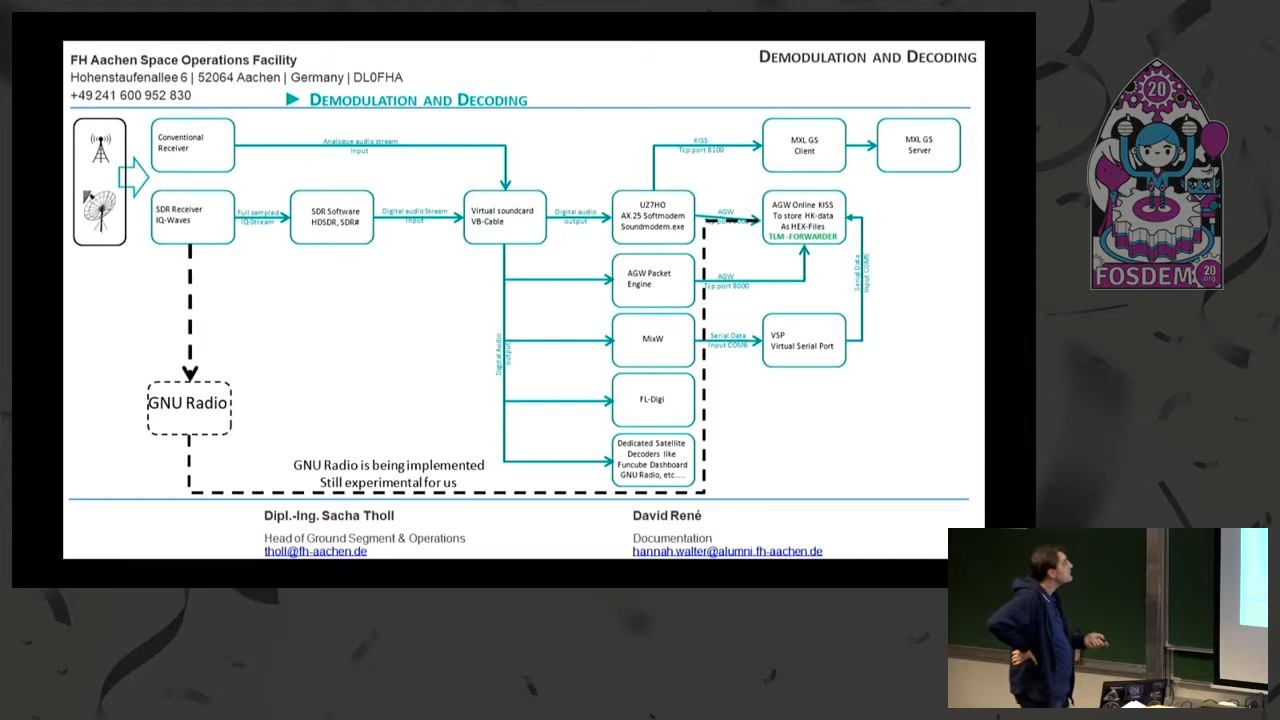 FH Aachen Space Operations Facility
Hohenstaufenallee 6 | 52064 Aachen | Germany | DL0FHA
+49 241 600 952 830
DEMODULATION AND DECODING
DEMODULATION AND DECODING
Conventional
Receiver
Analogue audio stream
Input
KISS
Tcp port 8100
MXL GS
Client
MXL GS
Server
SDR Receiver
IQ-Waves
Full sampled
IQ-Stream
SDR Software
HDSDR, SDR#
Digital audio Stream
Input
Virtual soundcard
VB-Cable
Digital audio
output
UZ7HO
AX.25 Softmodem
Soundmodem.exe
AGW
AGW Online KISS
To store HK-data
As HEX-Files
TLM -FORWARDER
AGW Packet
Engine
AGW
Tcp port 8000
Serial Data
Input COM5
Digital Audio
output
MixW
Serial Data
Input COM6
VSP
Virtual Serial Port
GNU Radio
FL-Digi
Dedicated Satellite
Decoders like
Funcube Dashboard
GNU Radio, etc.....
GNU Radio is being implemented
Still experimental for us
Dipl.-Ing. Sacha Tholl
Head of Ground Segment & Operations
tholl@fh-aachen.de
David René
Documentation
hannah.walter@alumni.fh-aachen.de
20
FOSDEM 20
.org